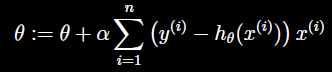 θ := θ + α ∑_{i=1}^{n} (y^{(i)} − h_θ(x^{(i)})) x^{(i)}